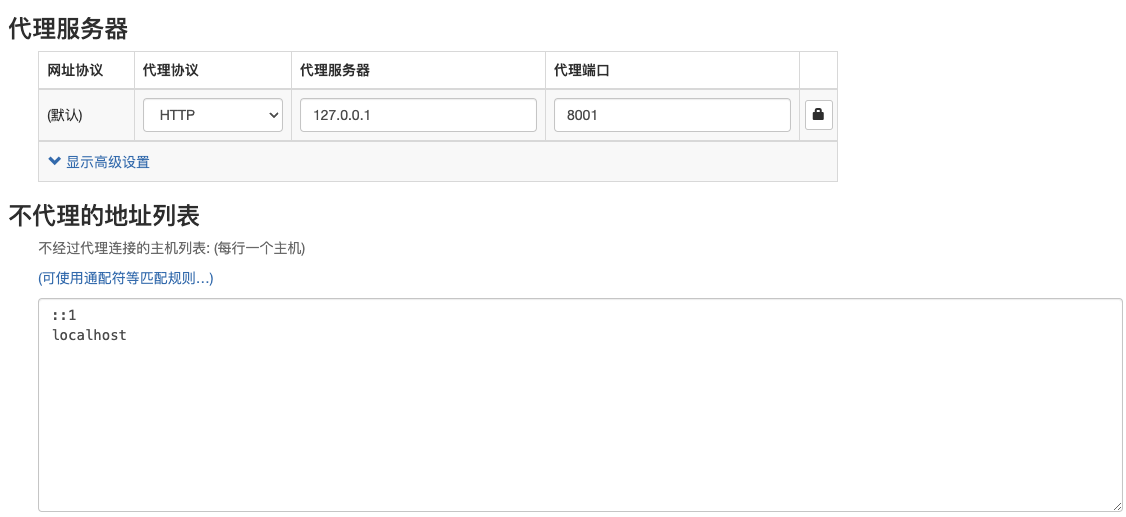 代理服务器
网址协议 代理协议 代理服务器 代理端口
(默认) HTTP 127.0.0.1 8001
显示高级设置
不代理的地址列表
不经过代理连接的主机列表: (每行一个主机)
(可使用通配符等匹配规则…)
::1
localhost